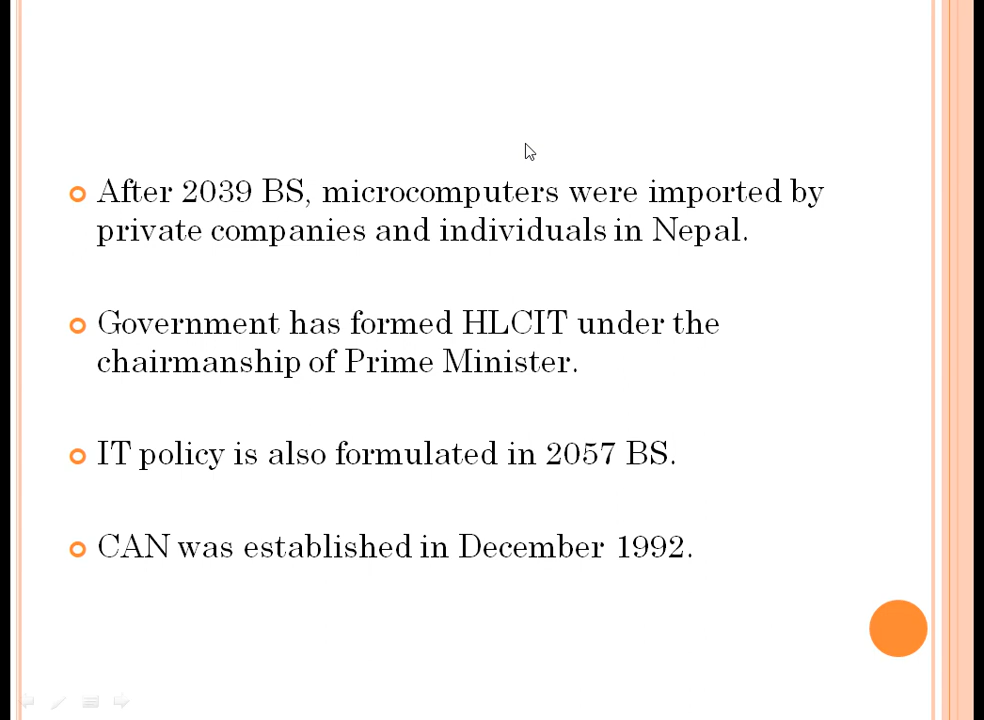 After 2039 BS, microcomputers were imported by
private companies and individuals in Nepal.
Government has formed HLCIT under the
chairmanship of Prime Minister.
IT policy is also formulated in 2057 BS.
CAN was established in December 1992.